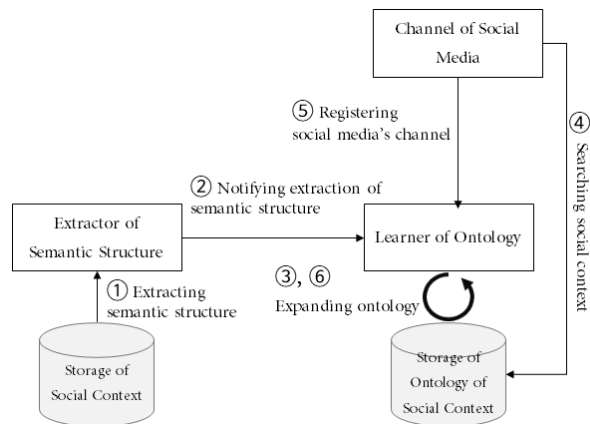 Channel of Social
Media
⑤ Registering
social media's channel
④
Searching social context
② Notifying extraction of
semantic structure
Extractor of
Semantic Structure
Learner of Ontology
① Extracting
semantic structure
③, ⑥
Expanding ontology
Storage of
Social Context
Storage of
Ontology of
Social Context